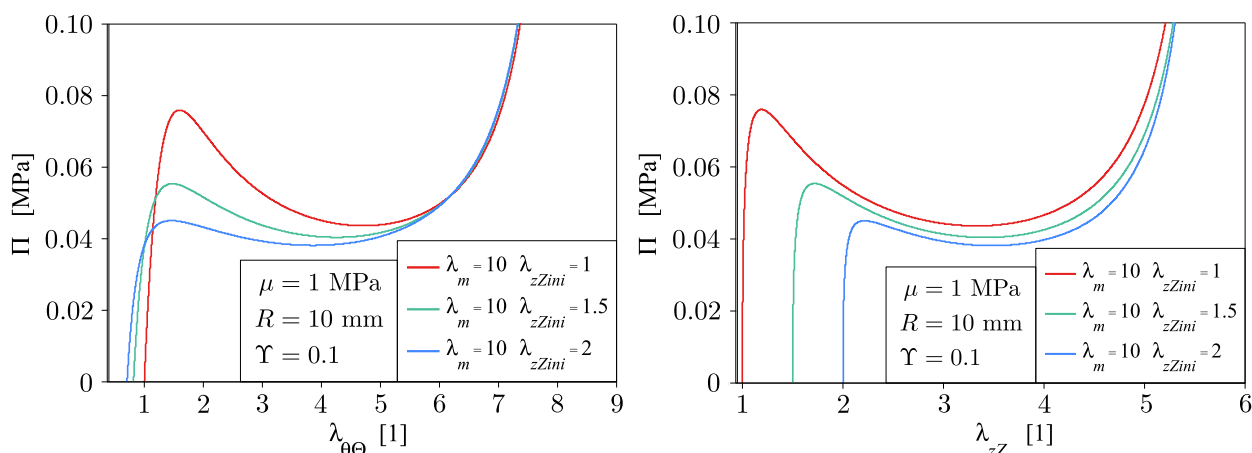 0.10
0.08
0.06
0.04
0.02
0
Π [MPa]
1 2 3 4 5 6 7 8 9
λθΘ [1]
μ = 1 MPa
R = 10 mm
Υ = 0.1
λm=10 λzZini=1
λm=10 λzZini=1.5
λm=10 λzZini=2
0.10
0.08
0.06
0.04
0.02
0.00
Π [MPa]
1 2 3 4 5 6
λzZ [1]
μ = 1 MPa
R = 10 mm
Υ = 0.1
λm=10 λzZini=1
λm=10 λzZini=1.5
λm=10 λzZini=2